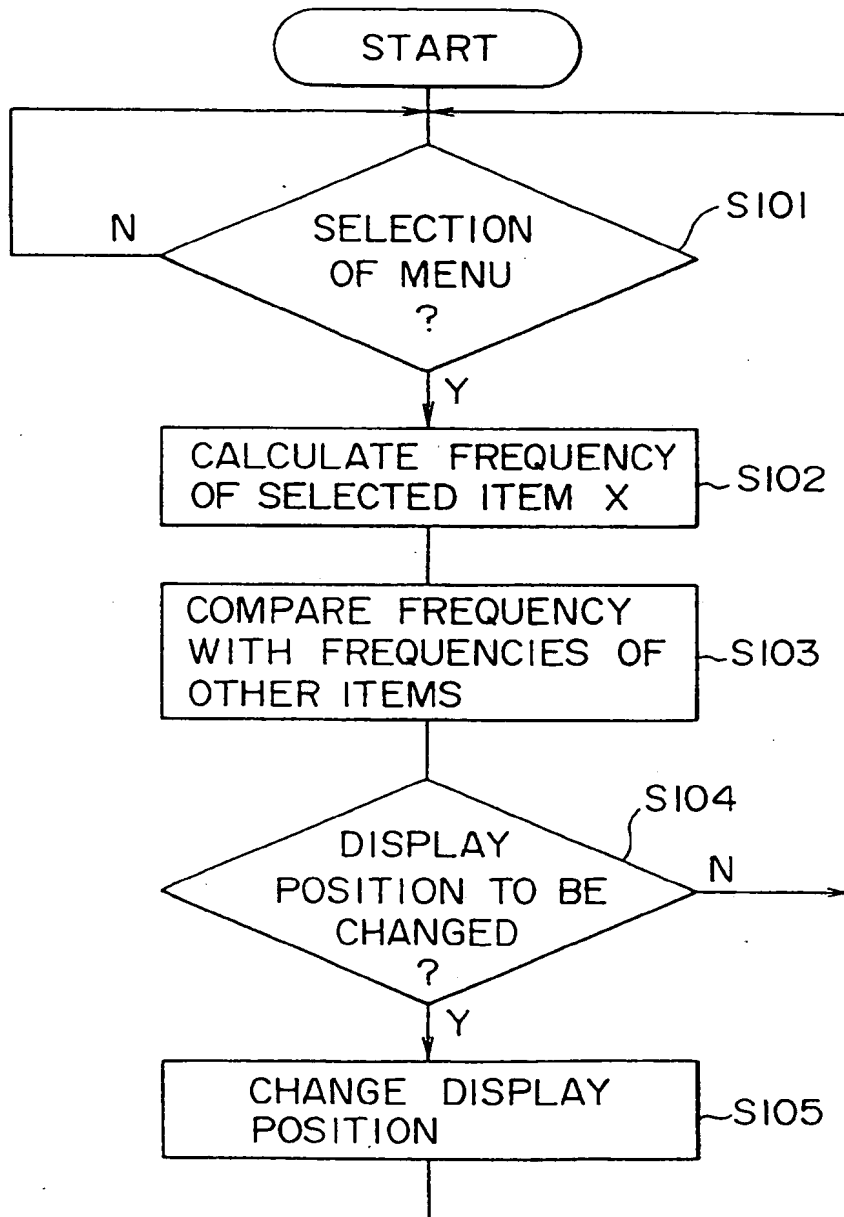 START
SELECTION
OF MENU
?
S101
N
Y
CALCULATE FREQUENCY
OF SELECTED ITEM X
S102
COMPARE FREQUENCY
WITH FREQUENCIES OF
OTHER ITEMS
S103
DISPLAY
POSITION TO BE
CHANGED
?
S104
N
Y
CHANGE DISPLAY
POSITION
S105